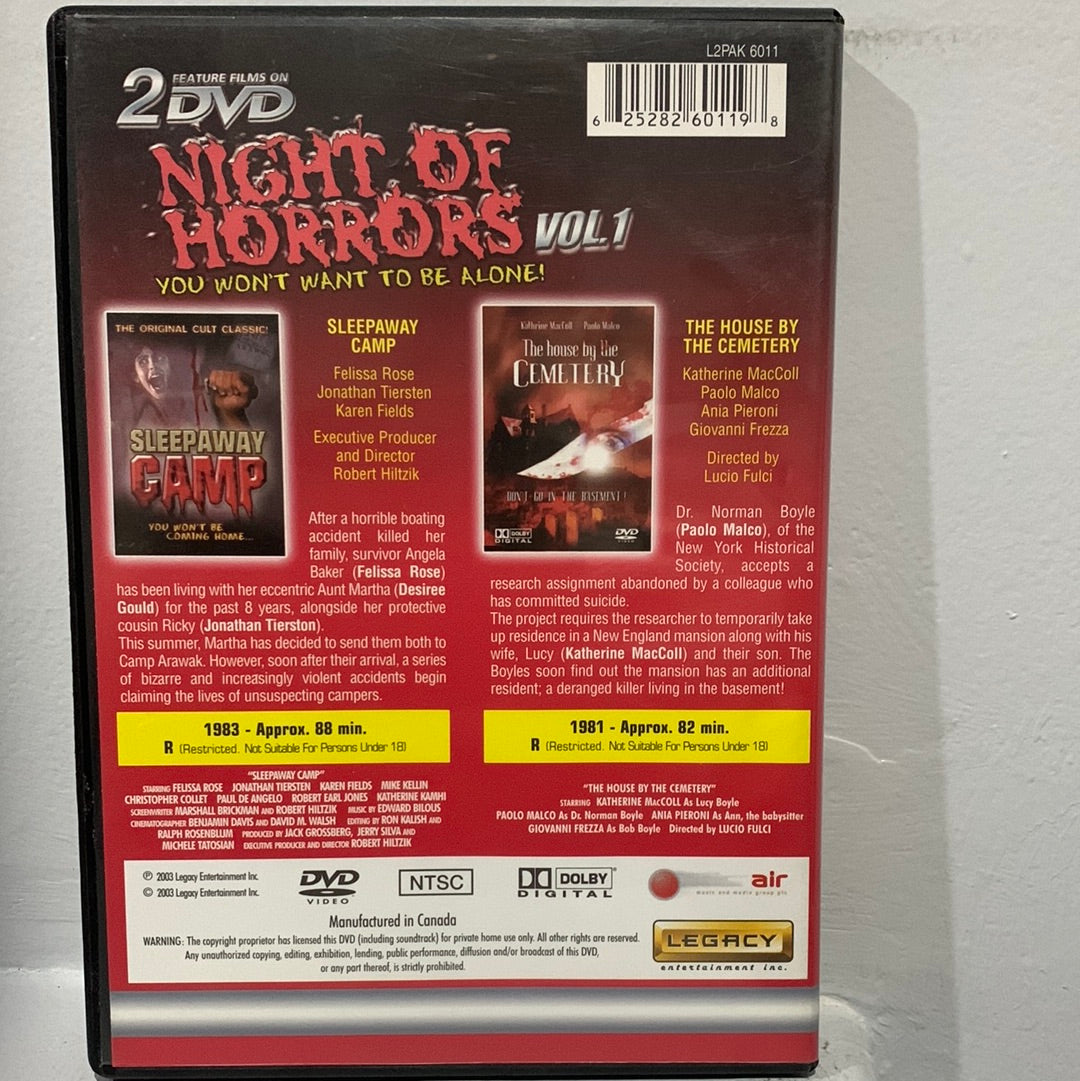 L2PAK 6011
6 25282 60119 8
2 FEATURE FILMS ON
DVD
NIGHT OF
HORRORS VOL.1
YOU WON'T WANT TO BE ALONE!
THE ORIGINAL CULT CLASSIC!
SLEEPAWAY
CAMP
YOU WON'T BE
COMING HOME...
SLEEPAWAY
CAMP
Felissa Rose
Jonathan Tiersten
Karen Fields
Executive Producer
and Director
Robert Hiltzik
After a horrible boating
accident killed her
family, survivor Angela
Baker (Felissa Rose)
has been living with her eccentric Aunt Martha (Desiree
Gould) for the past 8 years, alongside her protective
cousin Ricky (Jonathan Tierston).
This summer, Martha has decided to send them both to
Camp Arawak. However, soon after their arrival, a series
of bizarre and increasingly violent accidents begin
claiming the lives of unsuspecting campers.
1983 - Approx. 88 min.
R (Restricted. Not Suitable For Persons Under 18)
"SLEEPAWAY CAMP"
STARRING FELISSA ROSE JONATHAN TIERSTEN KAREN FIELDS MIKE KELLIN
CHRISTOPHER COLLET PAUL DE ANGELO ROBERT EARL JONES KATHERINE KAMHI
SCREENWRITER MARSHALL BRICKMAN AND ROBERT HILTZIK MUSIC BY EDWARD BILOUS
CINEMATOGRAPHER BENJAMIN DAVIS AND DAVID M. WALSH EDITING BY RON KALISH AND
RALPH ROSENBLUM PRODUCED BY JACK GROSSBERG, JERRY SILVA AND
MICHELE TATOSIAN EXECUTIVE PRODUCER AND DIRECTOR ROBERT HILTZIK
Kathrine MacColl Paolo Malco
The house by the
CEMETERY
DON'T GO IN THE BASEMENT!
DOLBY
DIGITAL
DVD
VIDEO
THE HOUSE BY
THE CEMETERY
Katherine MacColl
Paolo Malco
Ania Pieroni
Giovanni Frezza
Directed by
Lucio Fulci
Dr. Norman Boyle
(Paolo Malco), of the
New York Historical
Society, accepts a
research assignment abandoned by a colleague who
has committed suicide.
The project requires the researcher to temporarily take
up residence in a New England mansion along with his
wife, Lucy (Katherine MacColl) and their son. The
Boyles soon find out the mansion has an additional
resident; a deranged killer living in the basement!
1981 - Approx. 82 min.
R (Restricted. Not Suitable For Persons Under 18)
"THE HOUSE BY THE CEMETERY"
STARRING KATHERINE MacCOLL As Lucy Boyle
PAOLO MALCO As Dr. Norman Boyle ANIA PIERONI As Ann, the babysitter
GIOVANNI FREZZA As Bob Boyle Directed by LUCIO FULCI
℗ 2003 Legacy Entertainment Inc.
© 2003 Legacy Entertainment Inc.
DVD
VIDEO
NTSC
DOLBY
DIGITAL
air
music and media group plc
Manufactured in Canada
WARNING: The copyright proprietor has licensed this DVD (including soundtrack) for private home use only. All other rights are reserved.
Any unauthorized copying, editing, exhibition, lending, public performance, diffusion and/or broadcast of this DVD,
or any part thereof, is strictly prohibited.
LEGACY
entertainment inc.